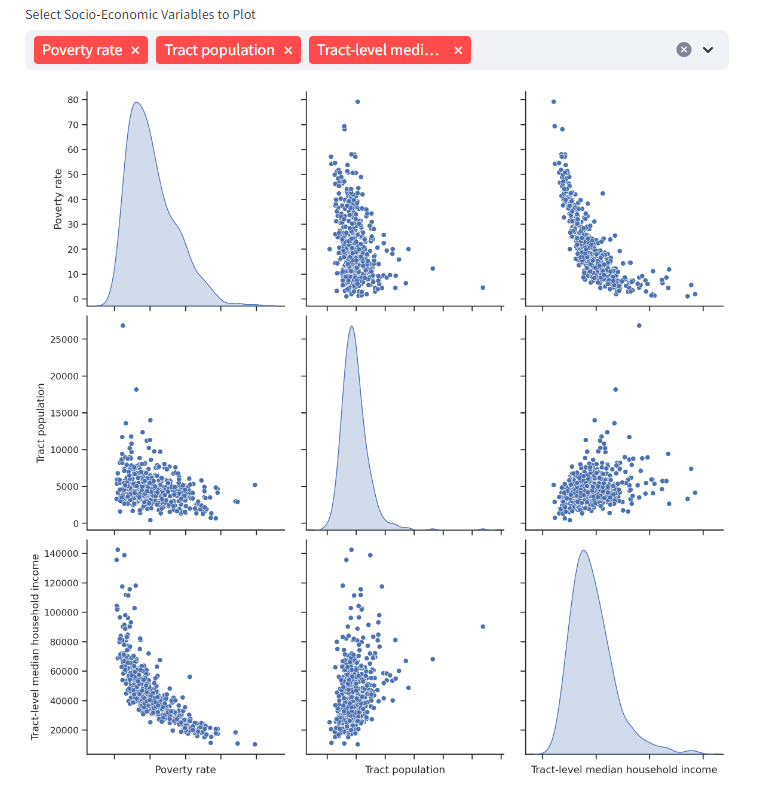 Select Socio-Economic Variables to Plot
Poverty rate × Tract population × Tract-level medi... ×
80
70
60
50
40
30
20
10
0
Poverty rate
25000
20000
15000
10000
5000
0
Tract population
140000
120000
100000
80000
60000
40000
20000
Tract-level median household income
Poverty rate
Tract population
Tract-level median household income